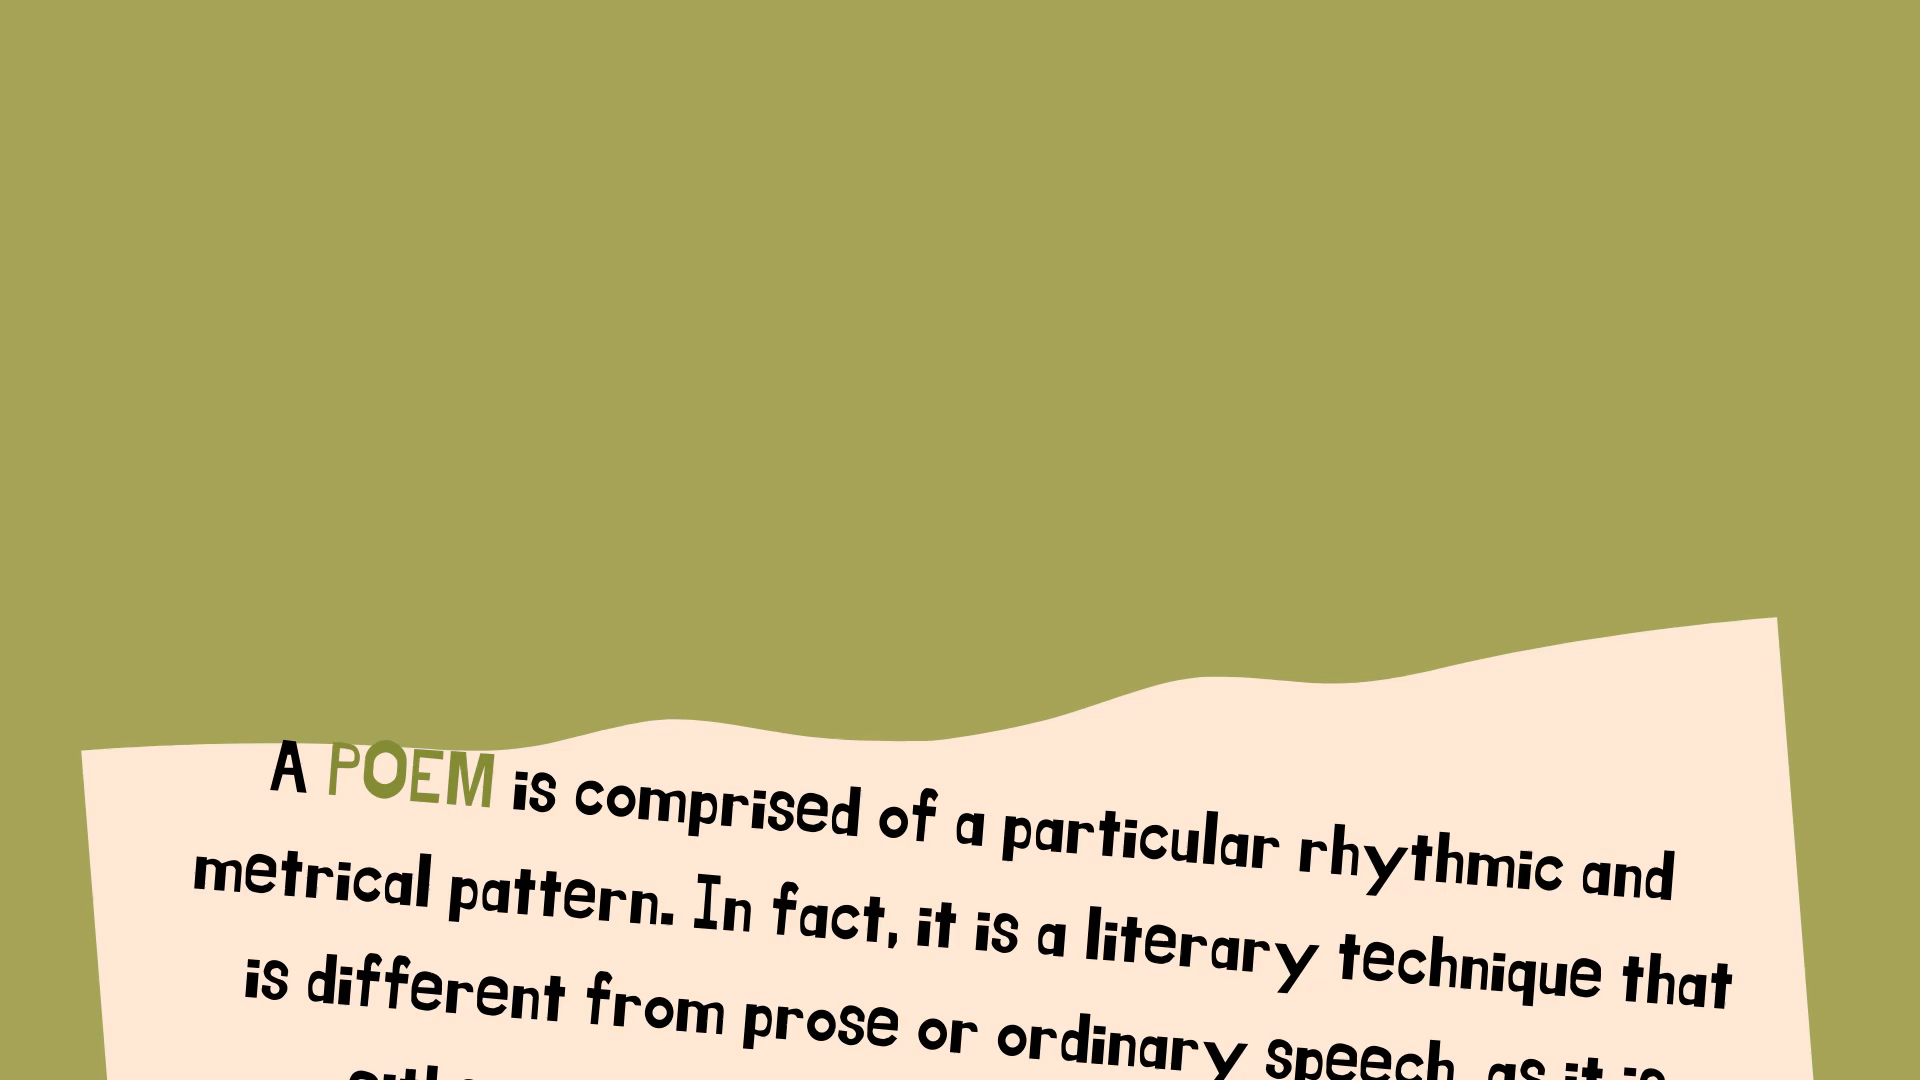 A POEM is comprised of a particular rhythmic and
metrical pattern. In fact, it is a literary technique that
is different from prose or ordinary speech, as it is